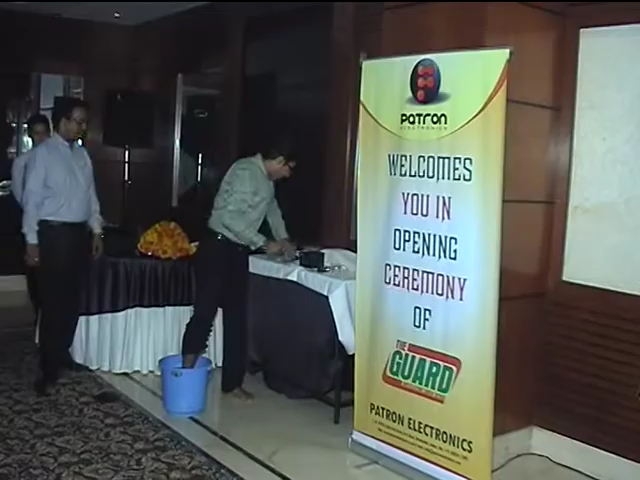 PATRON
ELECTRONICS
WELCOMES
YOU IN
OPENING
CEREMONY
OF
THE
GUARD
PATRON ELECTRONICS